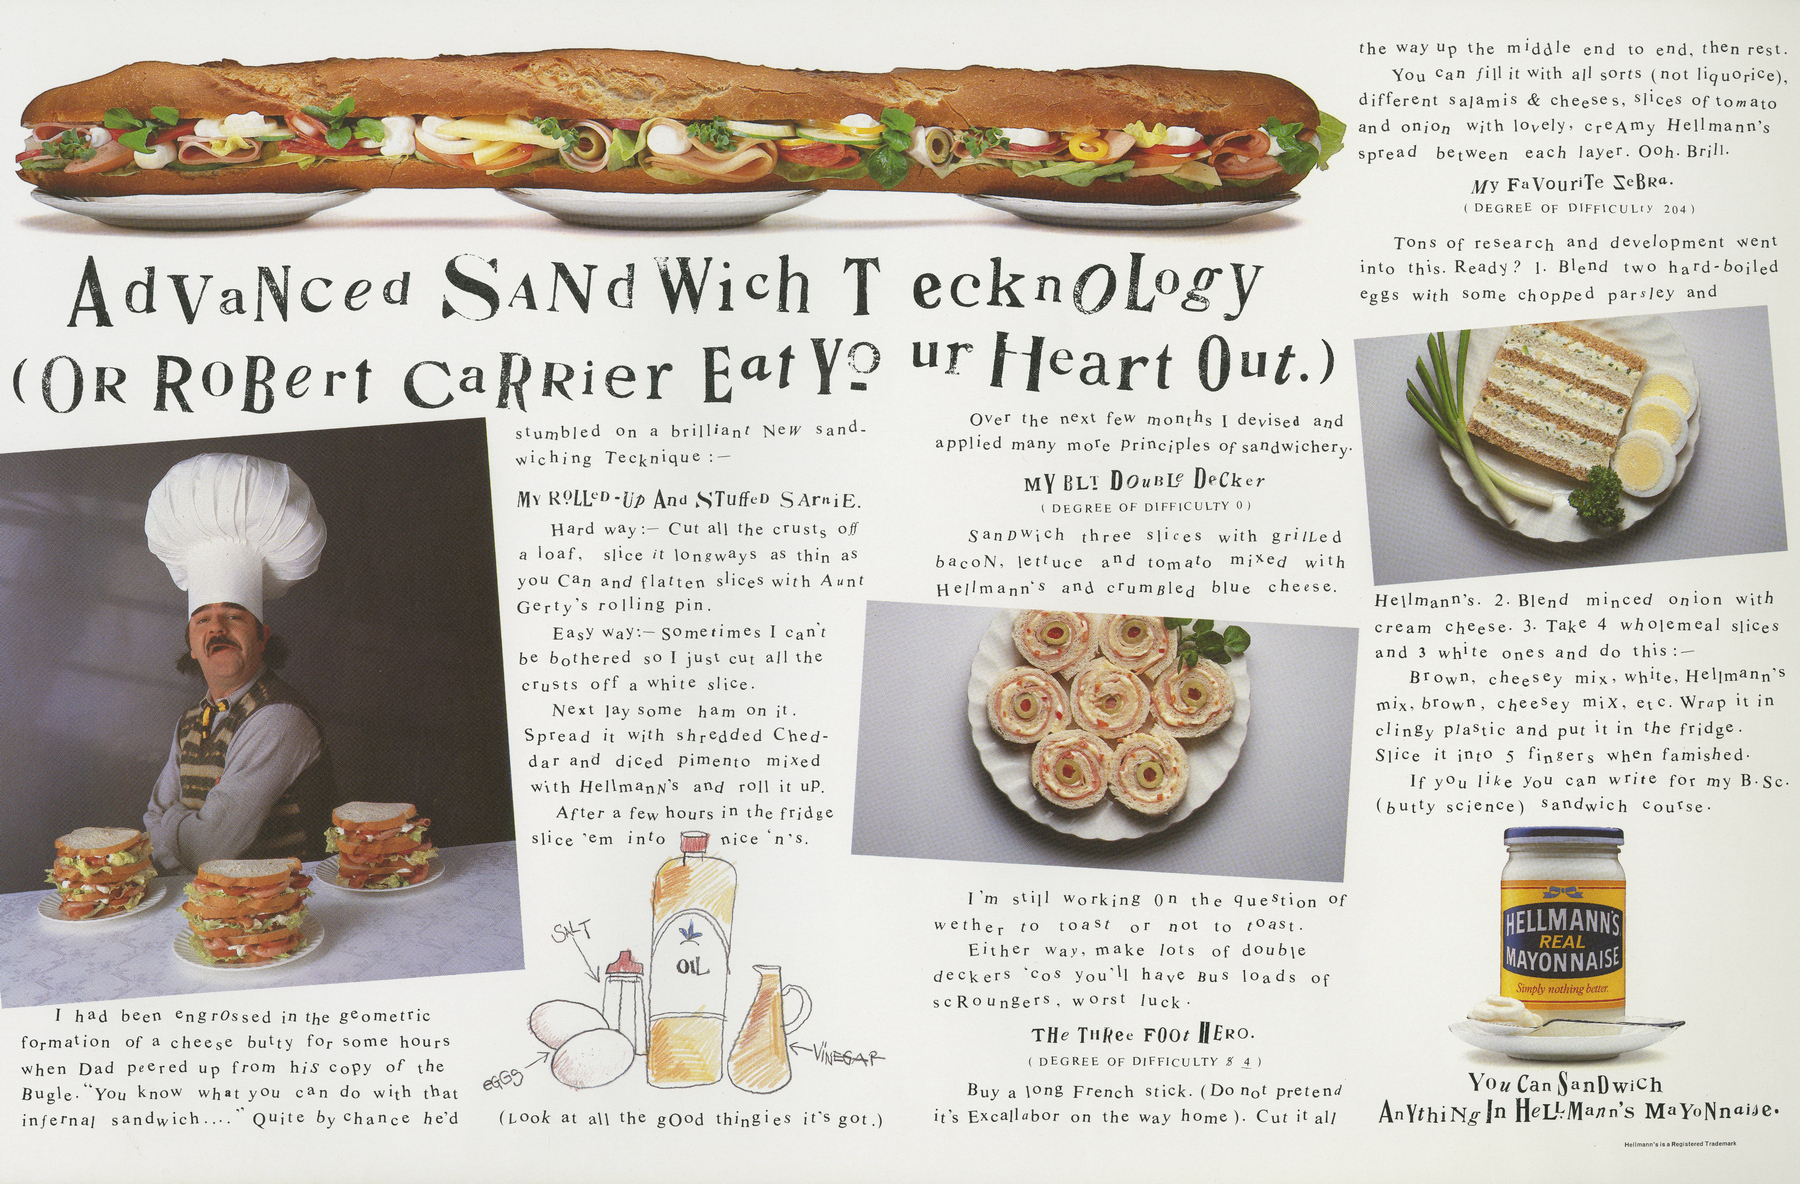 AdVaNced SaNdWich T ecknOLogy
(OR RoBert CaRRier Eat Yo ur Heart Out.)
I had been engrossed in the geometric
formation of a cheese butty for some hours
when Dad peered up from his copy of the
Bugle. "You know what you can do with that
infernal sandwich...." Quite by chance he'd
stumbled on a brilliant New sand-
wiching Tecknique :—
My RoLLeD-Up And STuffeD SArniE.
Hard way:— Cut all the crusts off
a loaf, slice it longways as thin as
you Can and flatten slices with Aunt
Gerty's rolling pin.
Easy way:— Sometimes I can't
be bothered so I just cut all the
crusts off a white slice.
Next lay some ham on it.
Spread it with shredded Ched-
dar and diced pimento mixed
with HellmanN's and roll it uP.
After a few hours in the fridge
slice 'em into nice 'n's.
SALT
OIL
EGGS
VINEGAR
(Look at all the gOod thingies it's got.)
Over the next few months I devised and
applied many more Principles of sandwichery.
MY BLT DOuBLe DeCker
( DEGREE OF DIFFICULTY 0 )
SanDwich three slices with griLLed
bacoN, lettuce and tomato mixed with
Hellmann's and crumBled blue cheese.
I'm still working On the question of
wether to toast or not to tOast.
Either way, make lots of double
deckers 'cos you'll have Bus loads of
scRoungers, worst luck.
THe THRee FOOt HERO.
( DEGREE OF DIFFICULTY 8 4 )
Buy a long French stick. (Do not pretend
it's Excallabor on the way home). Cut it all
the way up the middle end to end, then rest.
You can fill it with all sorts (not liquorice),
different salamis & cheeses, slices of tomato
and onion with lovely, creAmy Hellmann's
spread between each layer. Ooh. Brill.
My FaVouriTe ZeBRa.
( DEGREE OF DIFFICULty 204 )
Tons of research and development went
into this. Ready? 1. Blend two hard-boiled
eggs with some chopped parsley and
Hellmann's. 2. Blend minced onion with
cream cheese. 3. Take 4 wholemeal slices
and 3 white ones and do this :—
Brown, cheesey mix, white, Hellmann's
mix, brown, cheesey mix, etc. Wrap it in
clingy plastic and put it in the fridge.
Slice it into 5 fingers when famished.
If you like you can write for my B.Sc.
(butty science) sandwich course.
HELLMANN'S
REAL
MAYONNAISE
Simply nothing better.
You Can SanDwich
AnYthiNg In HeLLMann's MaYoNnaise.
Hellmann's is a Registered Trademark